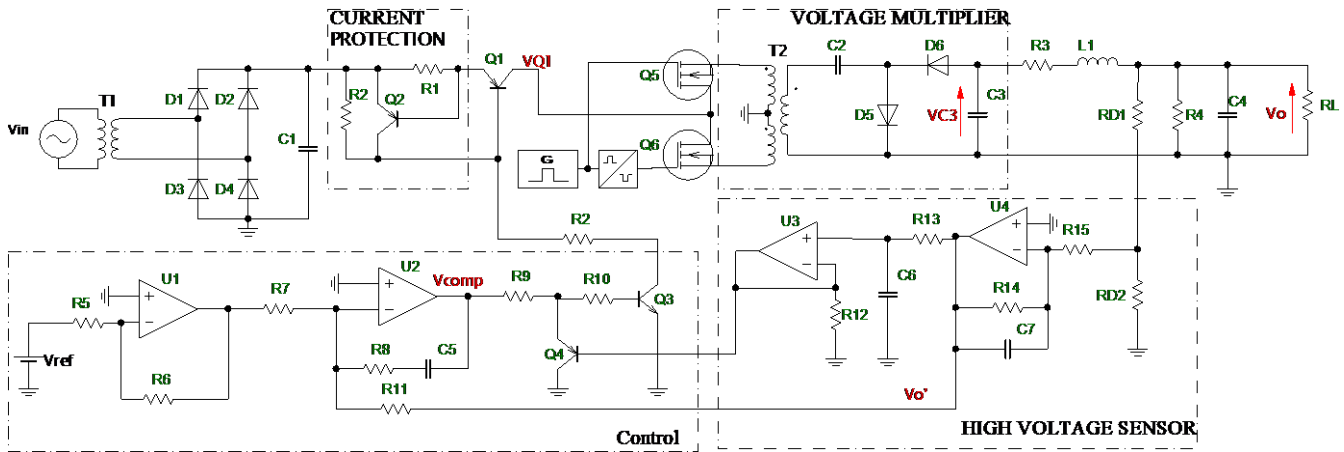 CURRENT
PROTECTION
VOLTAGE MULTIPLIER
Q1
VQ1
T2
C2
D6
R3
L1
Q5
R1
R2
Q2
T1
D1
D2
Vin
C1
D5
VC3
C3
RD1
R4
C4
Vo
RL
Q6
G
D3
D4
R2
U3
R13
U4
R15
U1
U2
Vcomp
R9
R10
R5
R7
Q3
C6
R14
RD2
R12
C7
Vref
R8
C5
Q4
R6
R11
Vo'
Control
HIGH VOLTAGE SENSOR